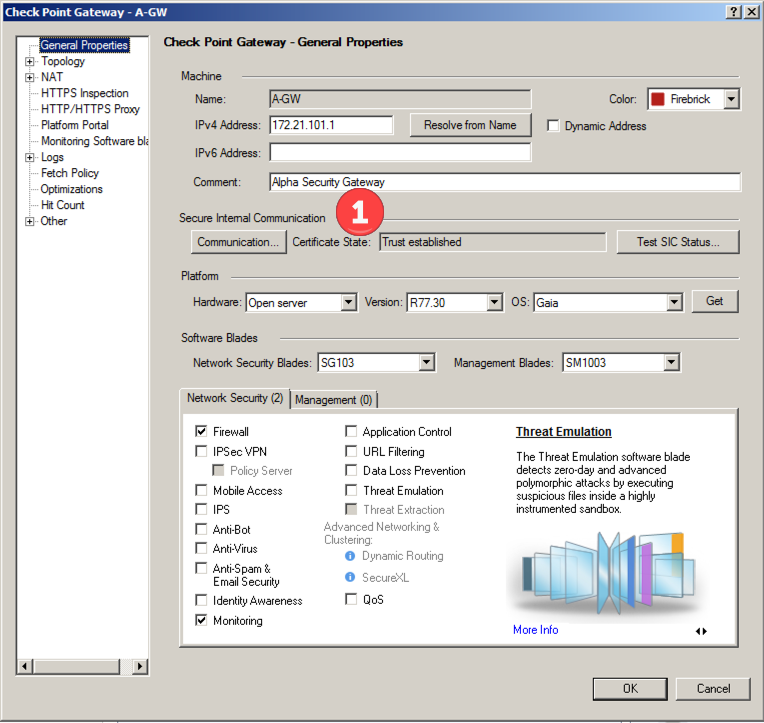 Check Point Gateway - A-GW
General Properties
Topology
NAT
HTTPS Inspection
HTTP/HTTPS Proxy
Platform Portal
Monitoring Software bla
Logs
Fetch Policy
Optimizations
Hit Count
Other
Check Point Gateway - General Properties
Machine
Name: A-GW Color: Firebrick
IPv4 Address: 172.21.101.1 Resolve from Name Dynamic Address
IPv6 Address:
Comment: Alpha Security Gateway
1
Secure Internal Communication
Communication... Certificate State: Trust established Test SIC Status...
Platform
Hardware: Open server Version: R77.30 OS: Gaia Get
Software Blades
Network Security Blades: SG103 Management Blades: SM1003
Network Security (2) Management (0)
Firewall
IPSec VPN
Policy Server
Mobile Access
IPS
Anti-Bot
Anti-Virus
Anti-Spam &
Email Security
Identity Awareness
Monitoring
Application Control
URL Filtering
Data Loss Prevention
Threat Emulation
Threat Extraction
Advanced Networking &
Clustering:
Dynamic Routing
SecureXL
QoS
Threat Emulation
The Threat Emulation software blade
detects zero-day and advanced
polymorphic attacks by executing
suspicious files inside a highly
instrumented sandbox.
More Info
OK Cancel